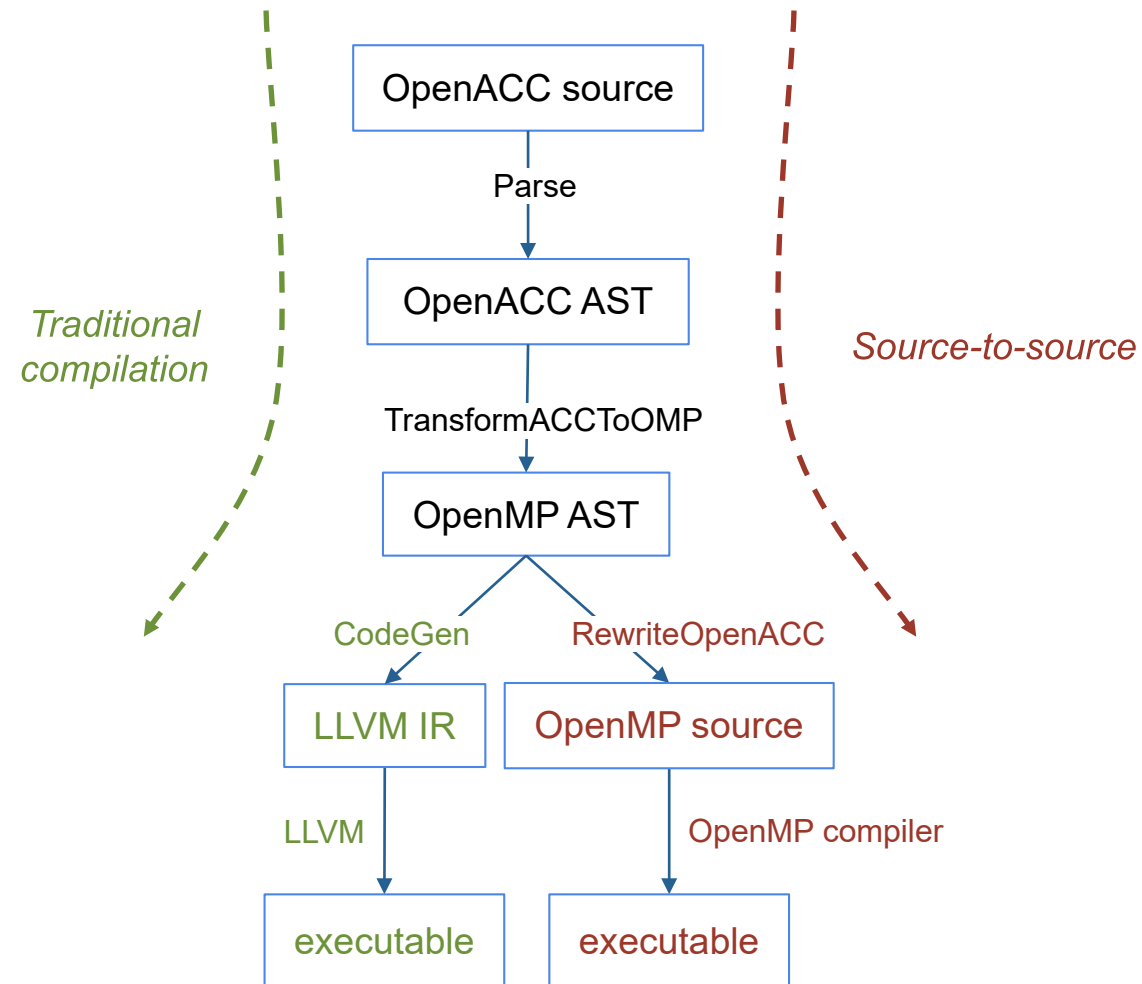 OpenACC source
Parse
OpenACC AST
Traditional
compilation
Source-to-source
TransformACCToOMP
OpenMP AST
CodeGen
RewriteOpenACC
LLVM IR
OpenMP source
LLVM
OpenMP compiler
executable
executable